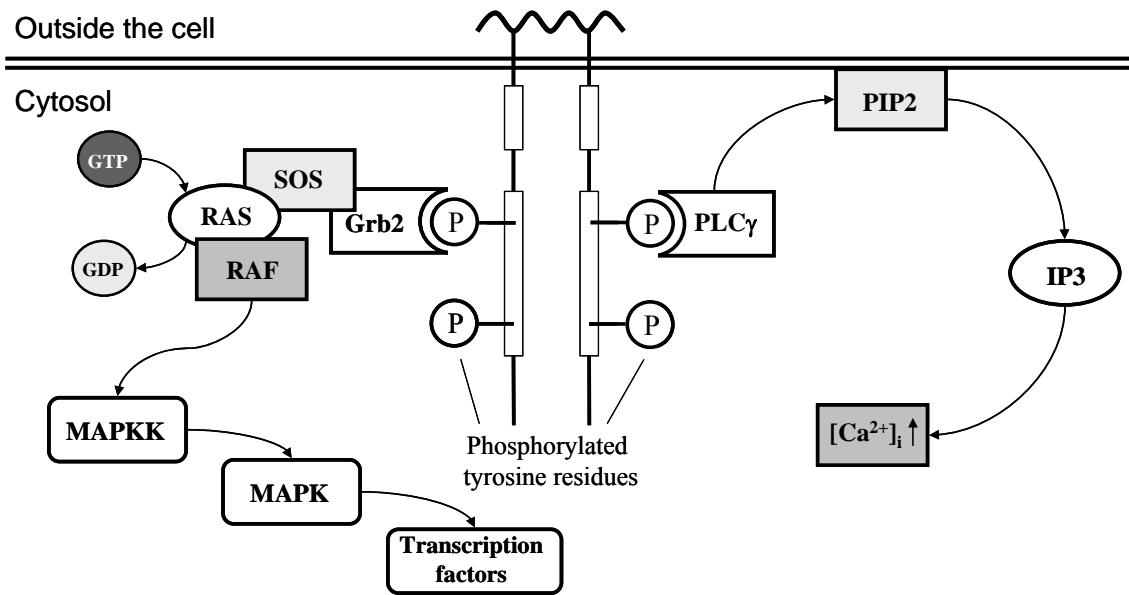 Outside the cell
Cytosol
PIP2
GTP
SOS
RAS
Grb2
P
P
PLCγ
GDP
RAF
IP3
P
P
MAPKK
[Ca²⁺]ᵢ ↑
Phosphorylated
tyrosine residues
MAPK
Transcription
factors